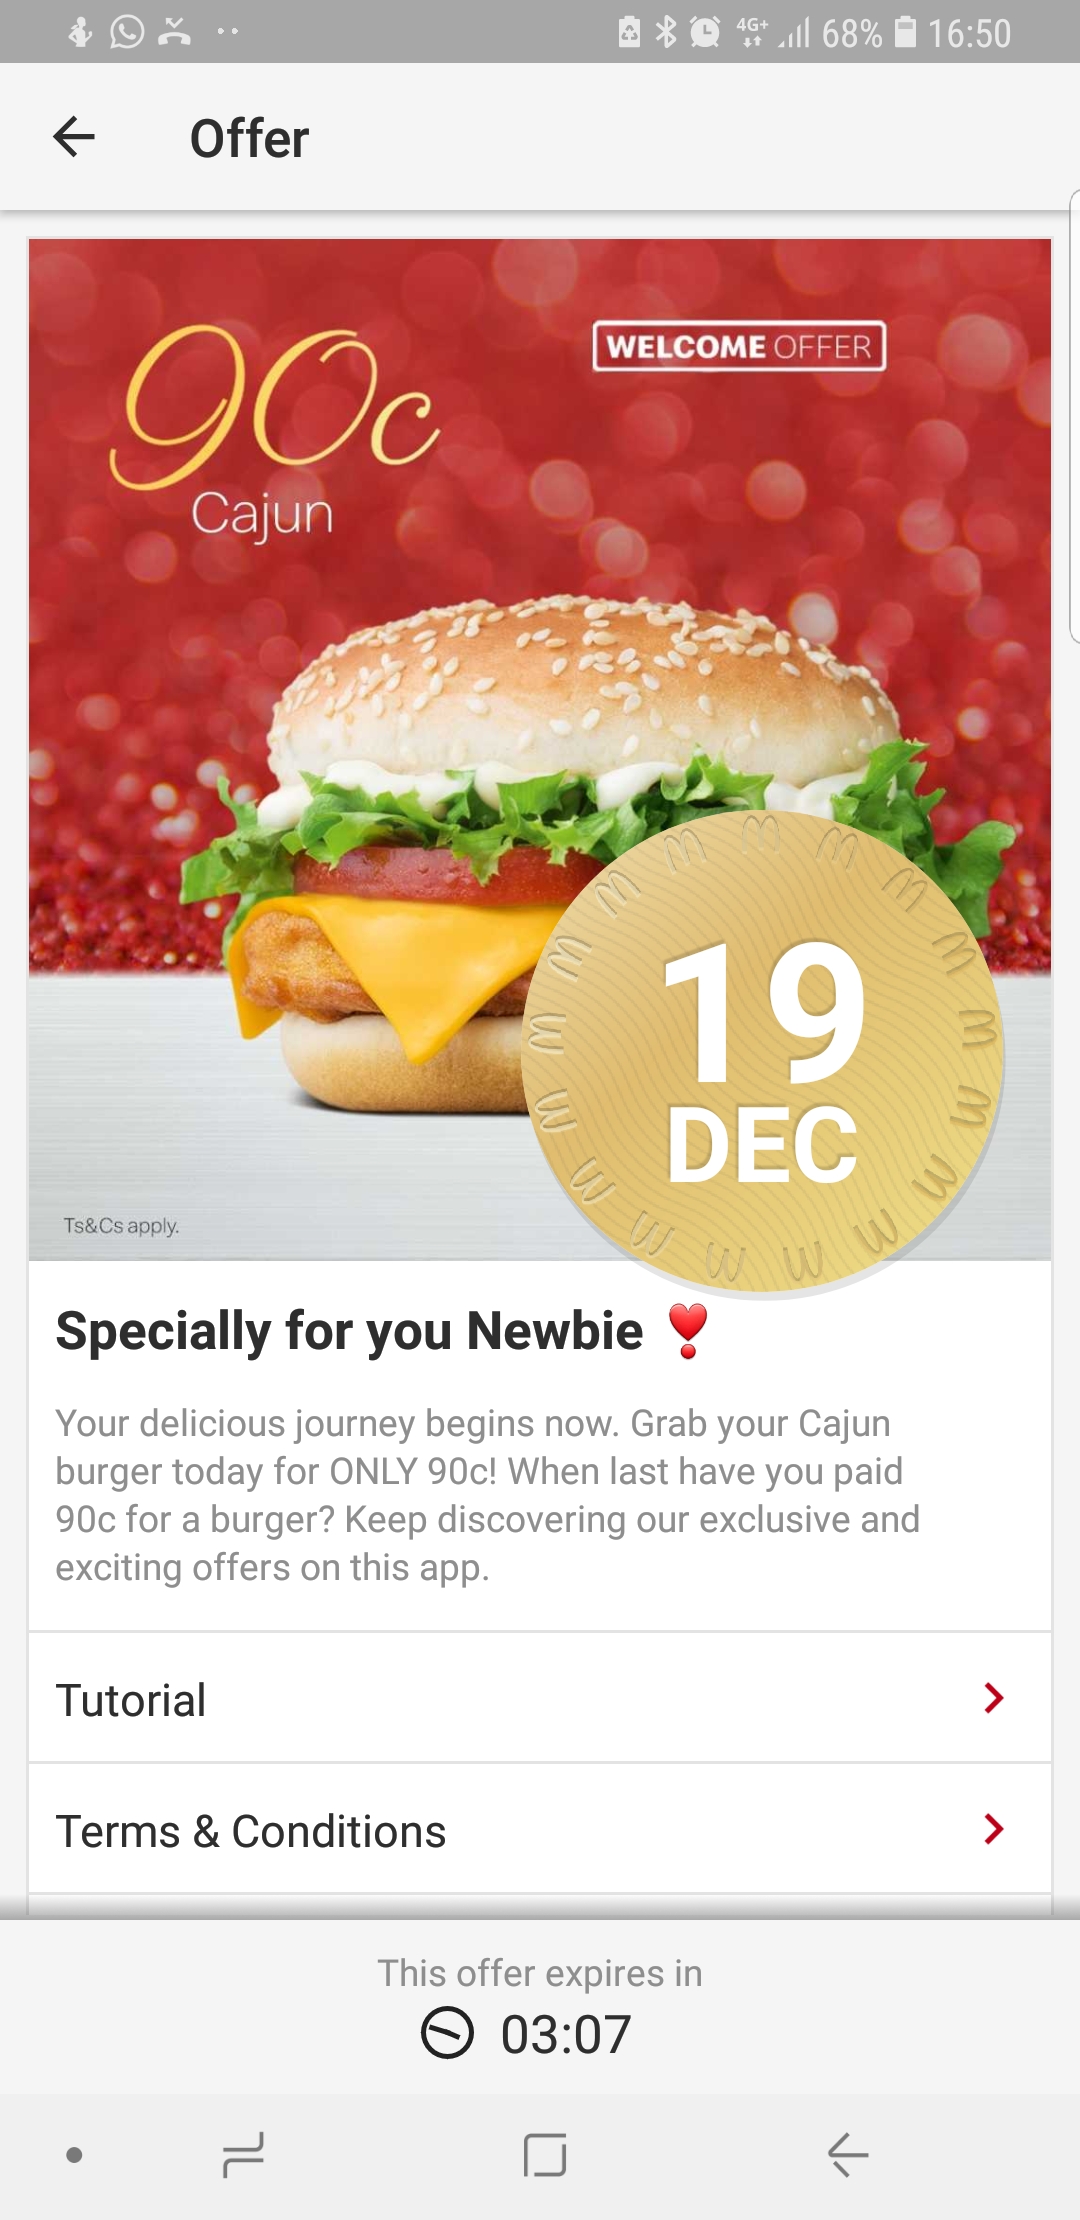 4G+ 68% 16:50
Offer
90c
Cajun
WELCOME OFFER
19
DEC
Ts&Cs apply.
Specially for you Newbie
Your delicious journey begins now. Grab your Cajun
burger today for ONLY 90c! When last have you paid
90c for a burger? Keep discovering our exclusive and
exciting offers on this app.
Tutorial
Terms & Conditions
This offer expires in
03:07